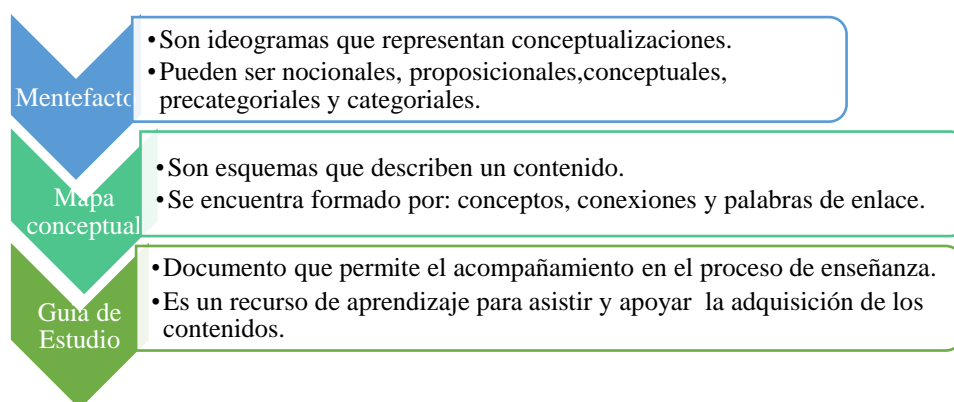 Mentefacto
•Son ideogramas que representan conceptualizaciones.
•Pueden ser nocionales, proposicionales,conceptuales,
precategoriales y categoriales.
Mapa
conceptual
•Son esquemas que describen un contenido.
•Se encuentra formado por: conceptos, conexiones y palabras de enlace.
Guía de
Estudio
•Documento que permite el acompañamiento en el proceso de enseñanza.
•Es un recurso de aprendizaje para asistir y apoyar la adquisición de los
contenidos.